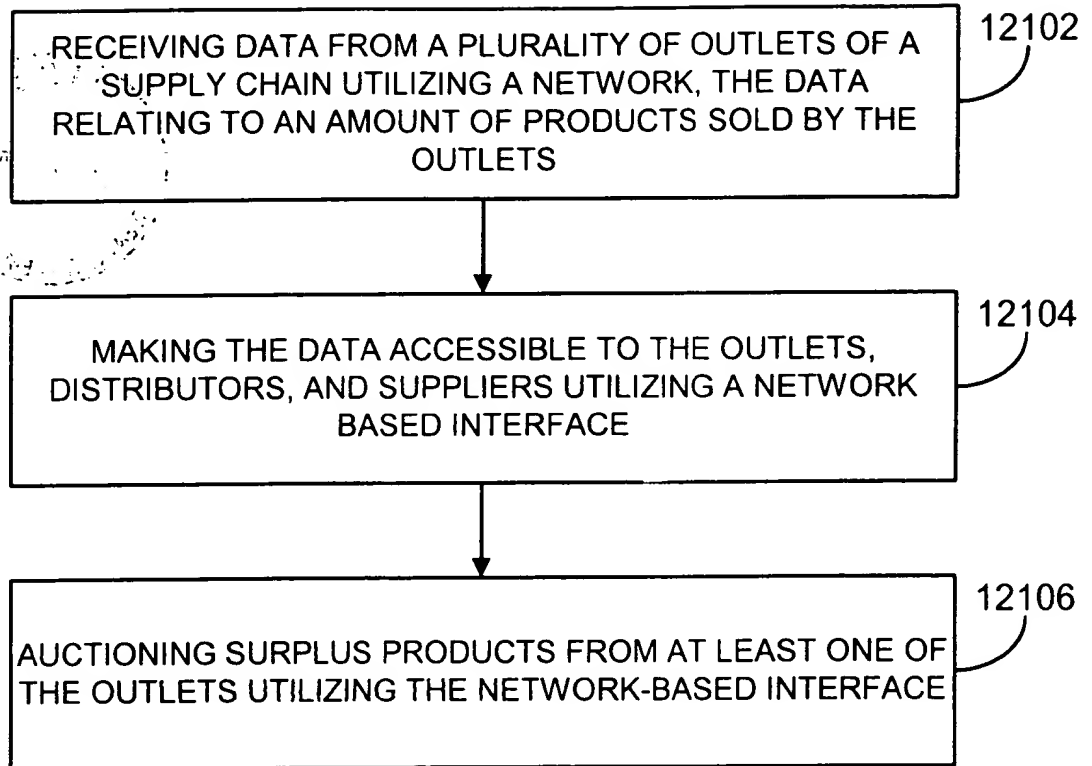 RECEIVING DATA FROM A PLURALITY OF OUTLETS OF A
SUPPLY CHAIN UTILIZING A NETWORK, THE DATA
RELATING TO AN AMOUNT OF PRODUCTS SOLD BY THE
OUTLETS
12102
MAKING THE DATA ACCESSIBLE TO THE OUTLETS,
DISTRIBUTORS, AND SUPPLIERS UTILIZING A NETWORK
BASED INTERFACE
12104
AUCTIONING SURPLUS PRODUCTS FROM AT LEAST ONE OF
THE OUTLETS UTILIZING THE NETWORK-BASED INTERFACE
12106